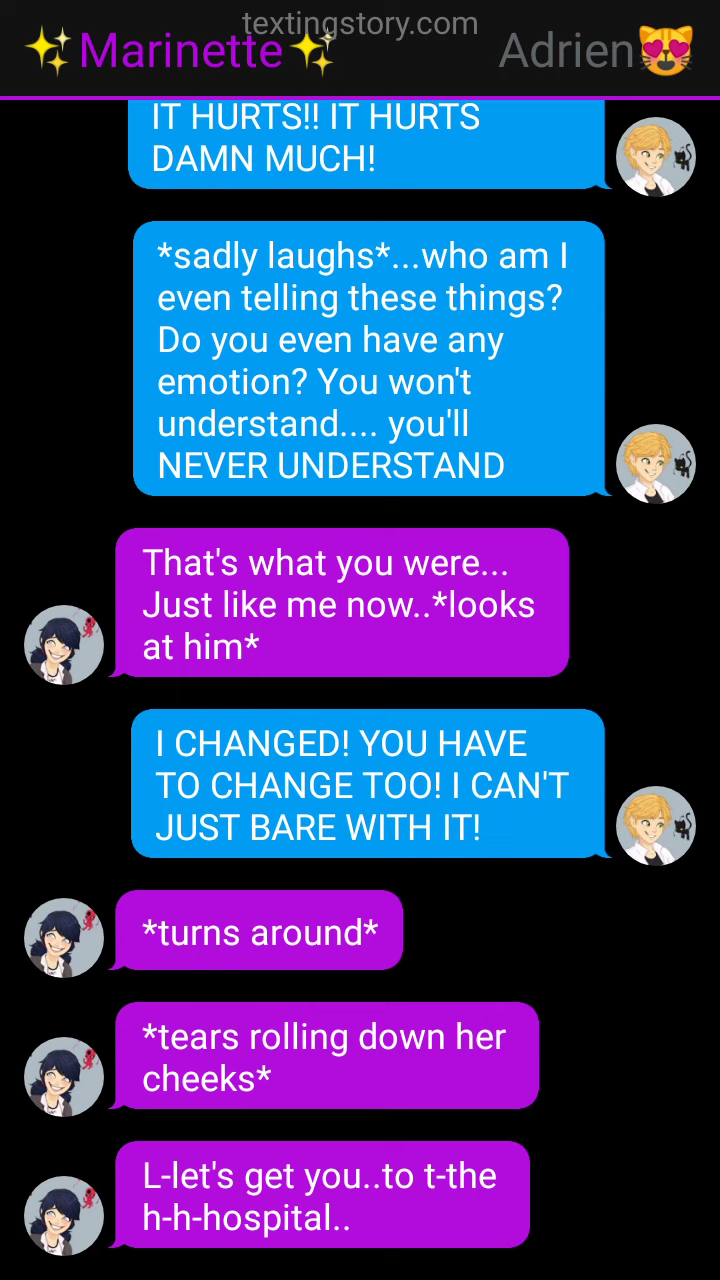 textingstory.com
✨Marinette✨ Adrien😻
IT HURTS!! IT HURTS
DAMN MUCH!
*sadly laughs*...who am I
even telling these things?
Do you even have any
emotion? You won't
understand.... you'll
NEVER UNDERSTAND
That's what you were...
Just like me now..*looks
at him*
I CHANGED! YOU HAVE
TO CHANGE TOO! I CAN'T
JUST BARE WITH IT!
*turns around*
*tears rolling down her
cheeks*
L-let's get you..to t-the
h-h-hospital..